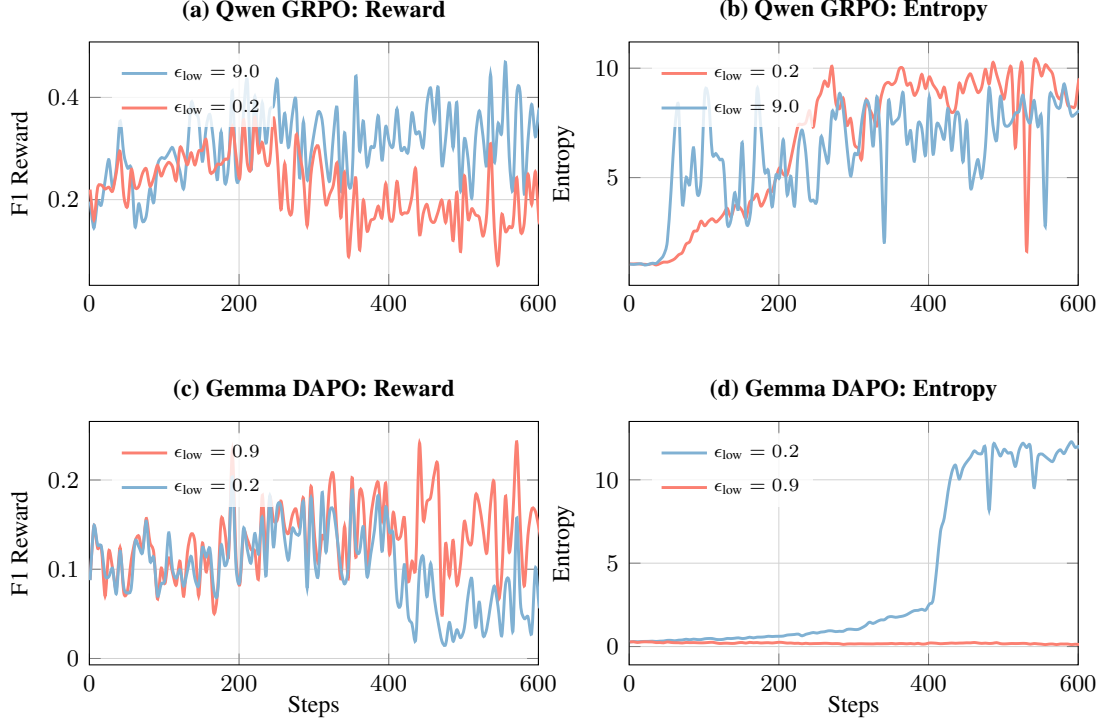 (a) Qwen GRPO: Reward
ϵlow = 9.0
ϵlow = 0.2
0.4
0.2
F1 Reward
0
200
400
600
(b) Qwen GRPO: Entropy
ϵlow = 0.2
ϵlow = 9.0
10
5
Entropy
0
200
400
600
(c) Gemma DAPO: Reward
ϵlow = 0.9
ϵlow = 0.2
0.2
0.1
0
F1 Reward
0
200
400
600
Steps
(d) Gemma DAPO: Entropy
ϵlow = 0.2
ϵlow = 0.9
10
5
0
Entropy
0
200
400
600
Steps